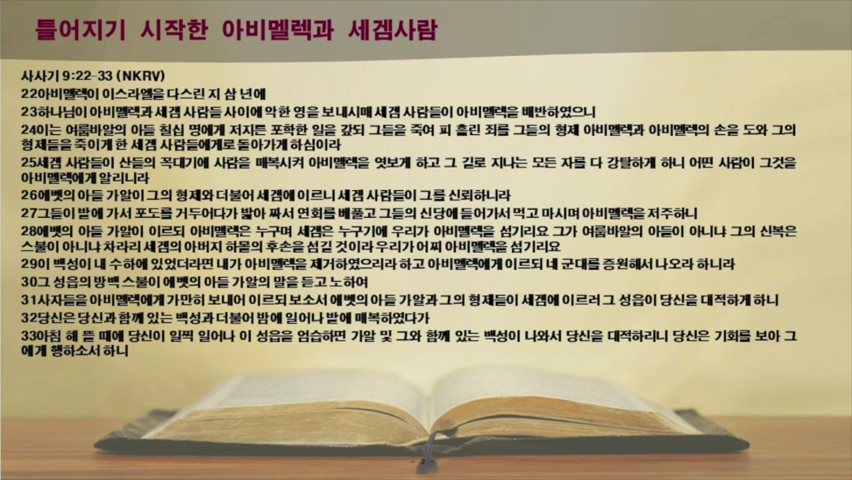 틀어지기 시작한 아비멜렉과 세겜사람
사사기 9:22-33 (NKRV)
22아비멜렉이 이스라엘을 다스린 지 삼 년에
23하나님이 아비멜렉과 세겜 사람들 사이에 악한 영을 보내시매 세겜 사람들이 아비멜렉을 배반하였으니
24이는 여룹바알의 아들 칠십 명에게 저지른 포학한 일을 갚되 그들을 죽여 피 흘린 죄를 그들의 형제 아비멜렉과 아비멜렉의 손을 도와 그의
형제들을 죽이게 한 세겜 사람들에게로 돌아가게 하심이라
25세겜 사람들이 산들의 꼭대기에 사람을 매복시켜 아비멜렉을 엿보게 하고 그 길로 지나는 모든 자를 다 강탈하게 하니 어떤 사람이 그것을
아비멜렉에게 알리니라
26에벳의 아들 가알이 그의 형제와 더불어 세겜에 이르니 세겜 사람들이 그를 신뢰하니라
27그들이 밭에 가서 포도를 거두어다가 밟아 짜서 연회를 베풀고 그들의 신당에 들어가서 먹고 마시며 아비멜렉을 저주하니
28에벳의 아들 가알이 이르되 아비멜렉은 누구며 세겜은 누구기에 우리가 아비멜렉을 섬기리요 그가 여룹바알의 아들이 아니냐 그의 신복은
스불이 아니냐 차라리 세겜의 아버지 하몰의 후손을 섬길 것이라 우리가 어찌 아비멜렉을 섬기리요
29이 백성이 내 수하에 있었더라면 내가 아비멜렉을 제거하였으리라 하고 아비멜렉에게 이르되 네 군대를 증원해서 나오라 하니라
30그 성읍의 방백 스불이 에벳의 아들 가알의 말을 듣고 노하여
31사자들을 아비멜렉에게 가만히 보내어 이르되 보소서 에벳의 아들 가알과 그의 형제들이 세겜에 이르러 그 성읍이 당신을 대적하게 하니
32당신은 당신과 함께 있는 백성과 더불어 밤에 일어나 밭에 매복하였다가
33아침 해 뜰 때에 당신이 일찍 일어나 이 성읍을 엄습하면 가알 및 그와 함께 있는 백성이 나와서 당신을 대적하리니 당신은 기회를 보아 그
에게 행하소서 하니